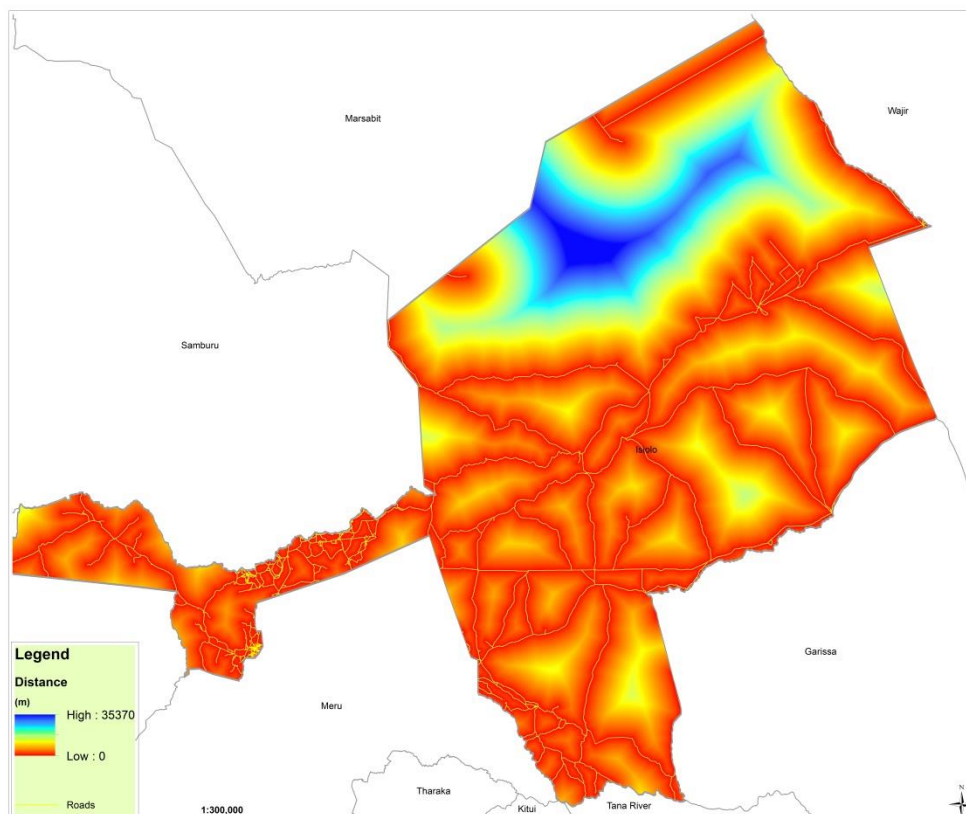 Marsabit
Wajir
Samburu
Isiolo
Garissa
Meru
Tharaka
Kitui
Tana River
Legend
Distance
(m)
High : 35370
Low : 0
Roads
1:300,000
N